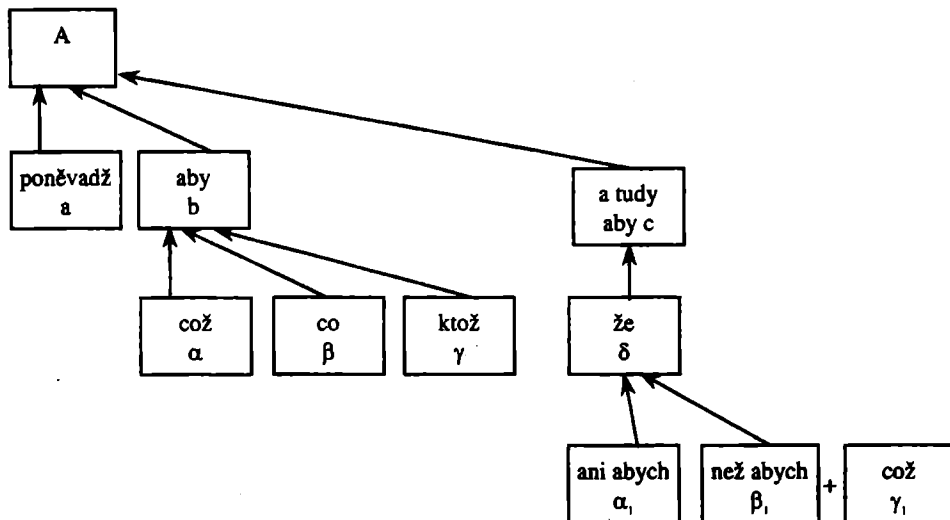 A
poněvadž
a
aby
b
a tudy
aby c
což
α
co
β
ktož
γ
že
δ
ani abych
α₁
než abych
β₁
+
což
γ₁